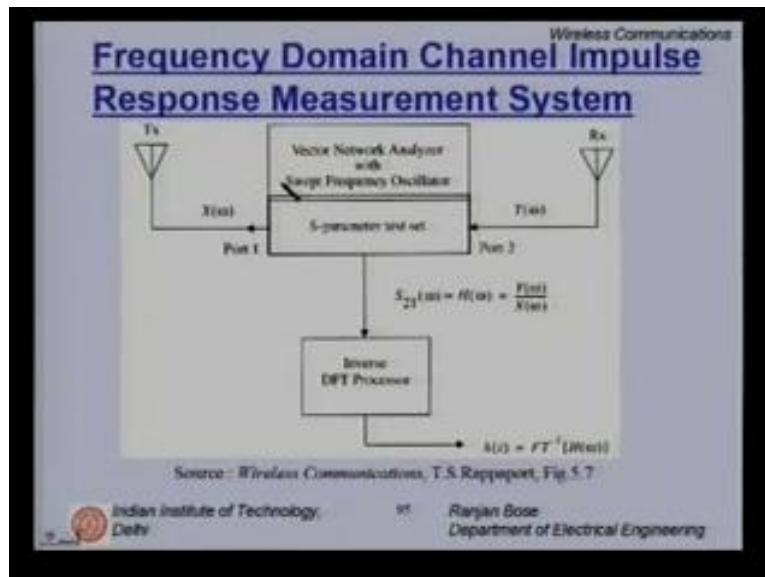 Wireless Communications
Frequency Domain Channel Impulse
Response Measurement System
Tx
Rx
Vector Network Analyzer
with
Swept Frequency Oscillator
X(ω)
Y(ω)
S-parameter test set
Port 1
Port 2
S21(ω) = H(ω) = Y(ω)/X(ω)
Inverse
DFT Processor
h(t) = FT⁻¹[H(ω)]
Source : Wireless Communications, T.S.Rappaport, Fig.5.7
Indian Institute of Technology,
Delhi
95
Ranjan Bose
Department of Electrical Engineering